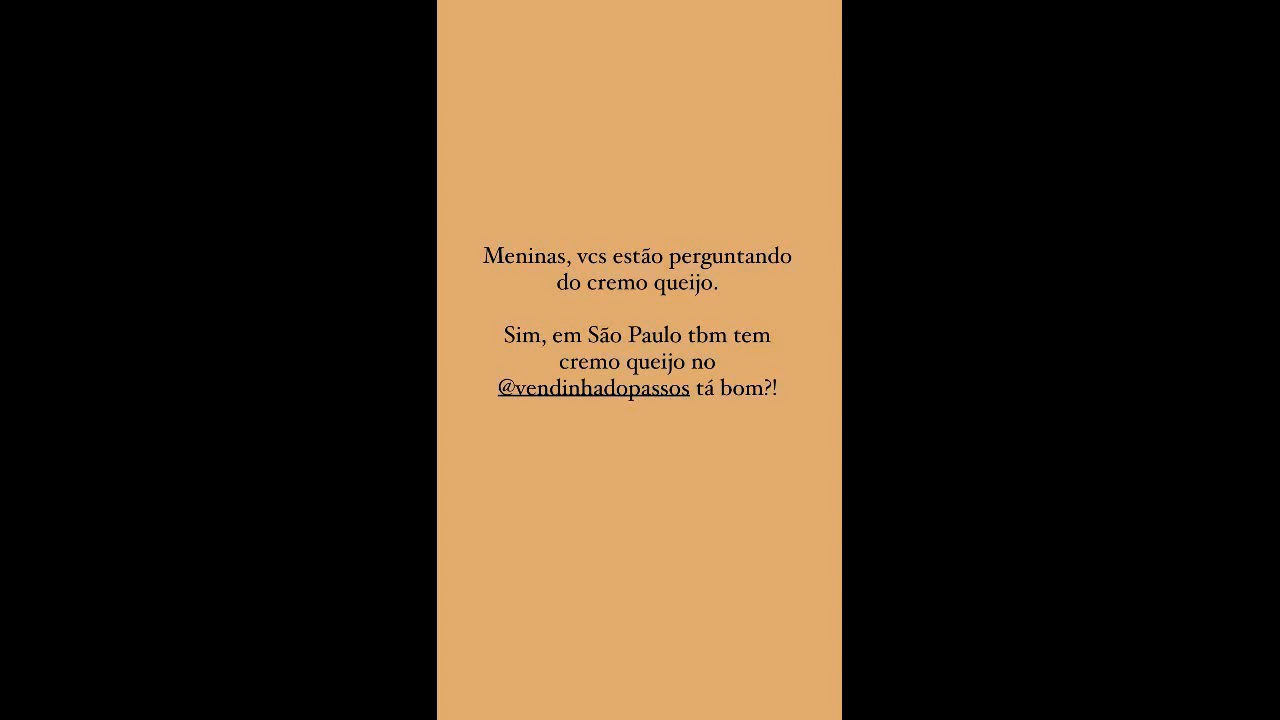 Meninas, vcs estão perguntando
do cremo queijo.
Sim, em São Paulo tbm tem
cremo queijo no
@vendinhadopassos tá bom?!